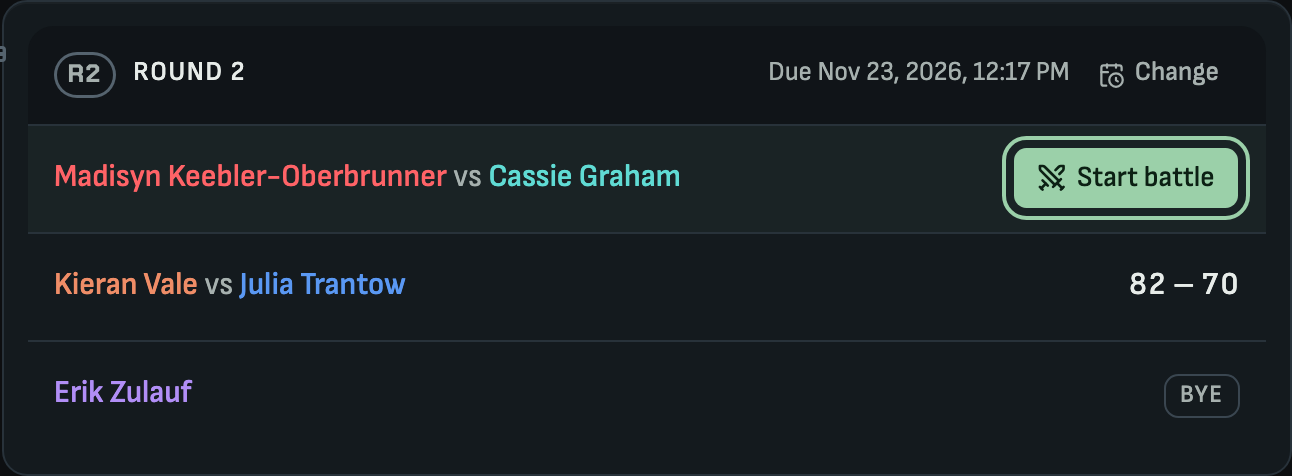 R2 ROUND 2 Due Nov 23, 2026, 12:17 PM Change
Madisyn Keebler-Oberbrunner vs Cassie Graham Start battle
Kieran Vale vs Julia Trantow 82 – 70
Erik Zulauf BYE